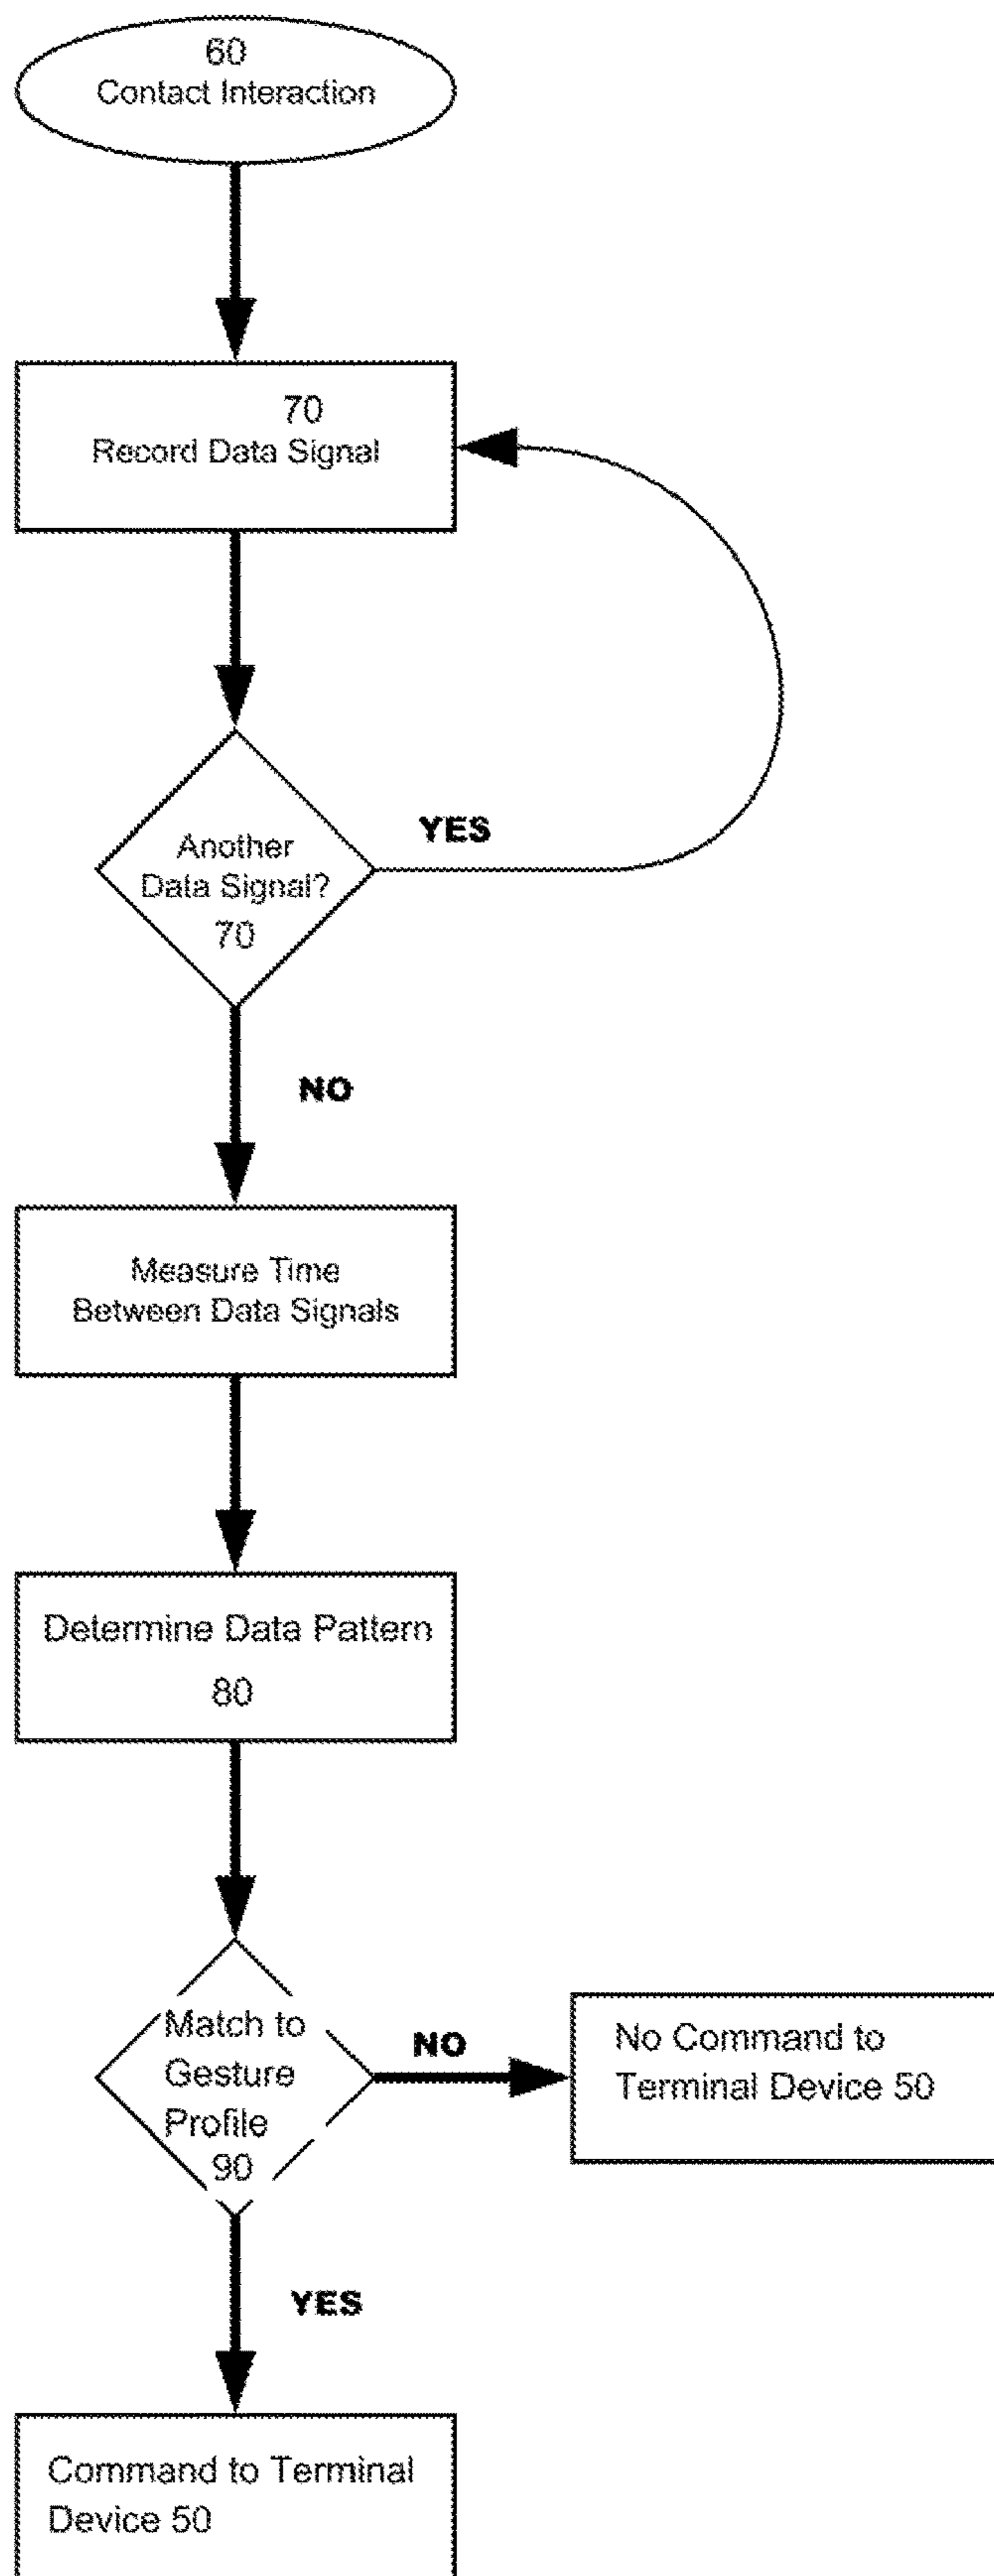 60
Contact Interaction
70
Record Data Signal
YES
Another
Data Signal?
70
NO
Measure Time
Between Data Signals
Determine Data Pattern
80
Match to
Gesture
Profile
90
NO
No Command to
Terminal Device 50
YES
Command to Terminal
Device 50